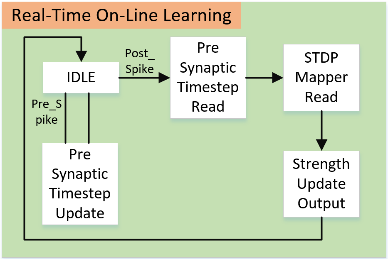 Real-Time On-Line Learning
IDLE
Post_
Spike
Pre
Synaptic
Timestep
Read
STDP
Mapper
Read
Pre_S
pike
Pre
Synaptic
Timestep
Update
Strength
Update
Output